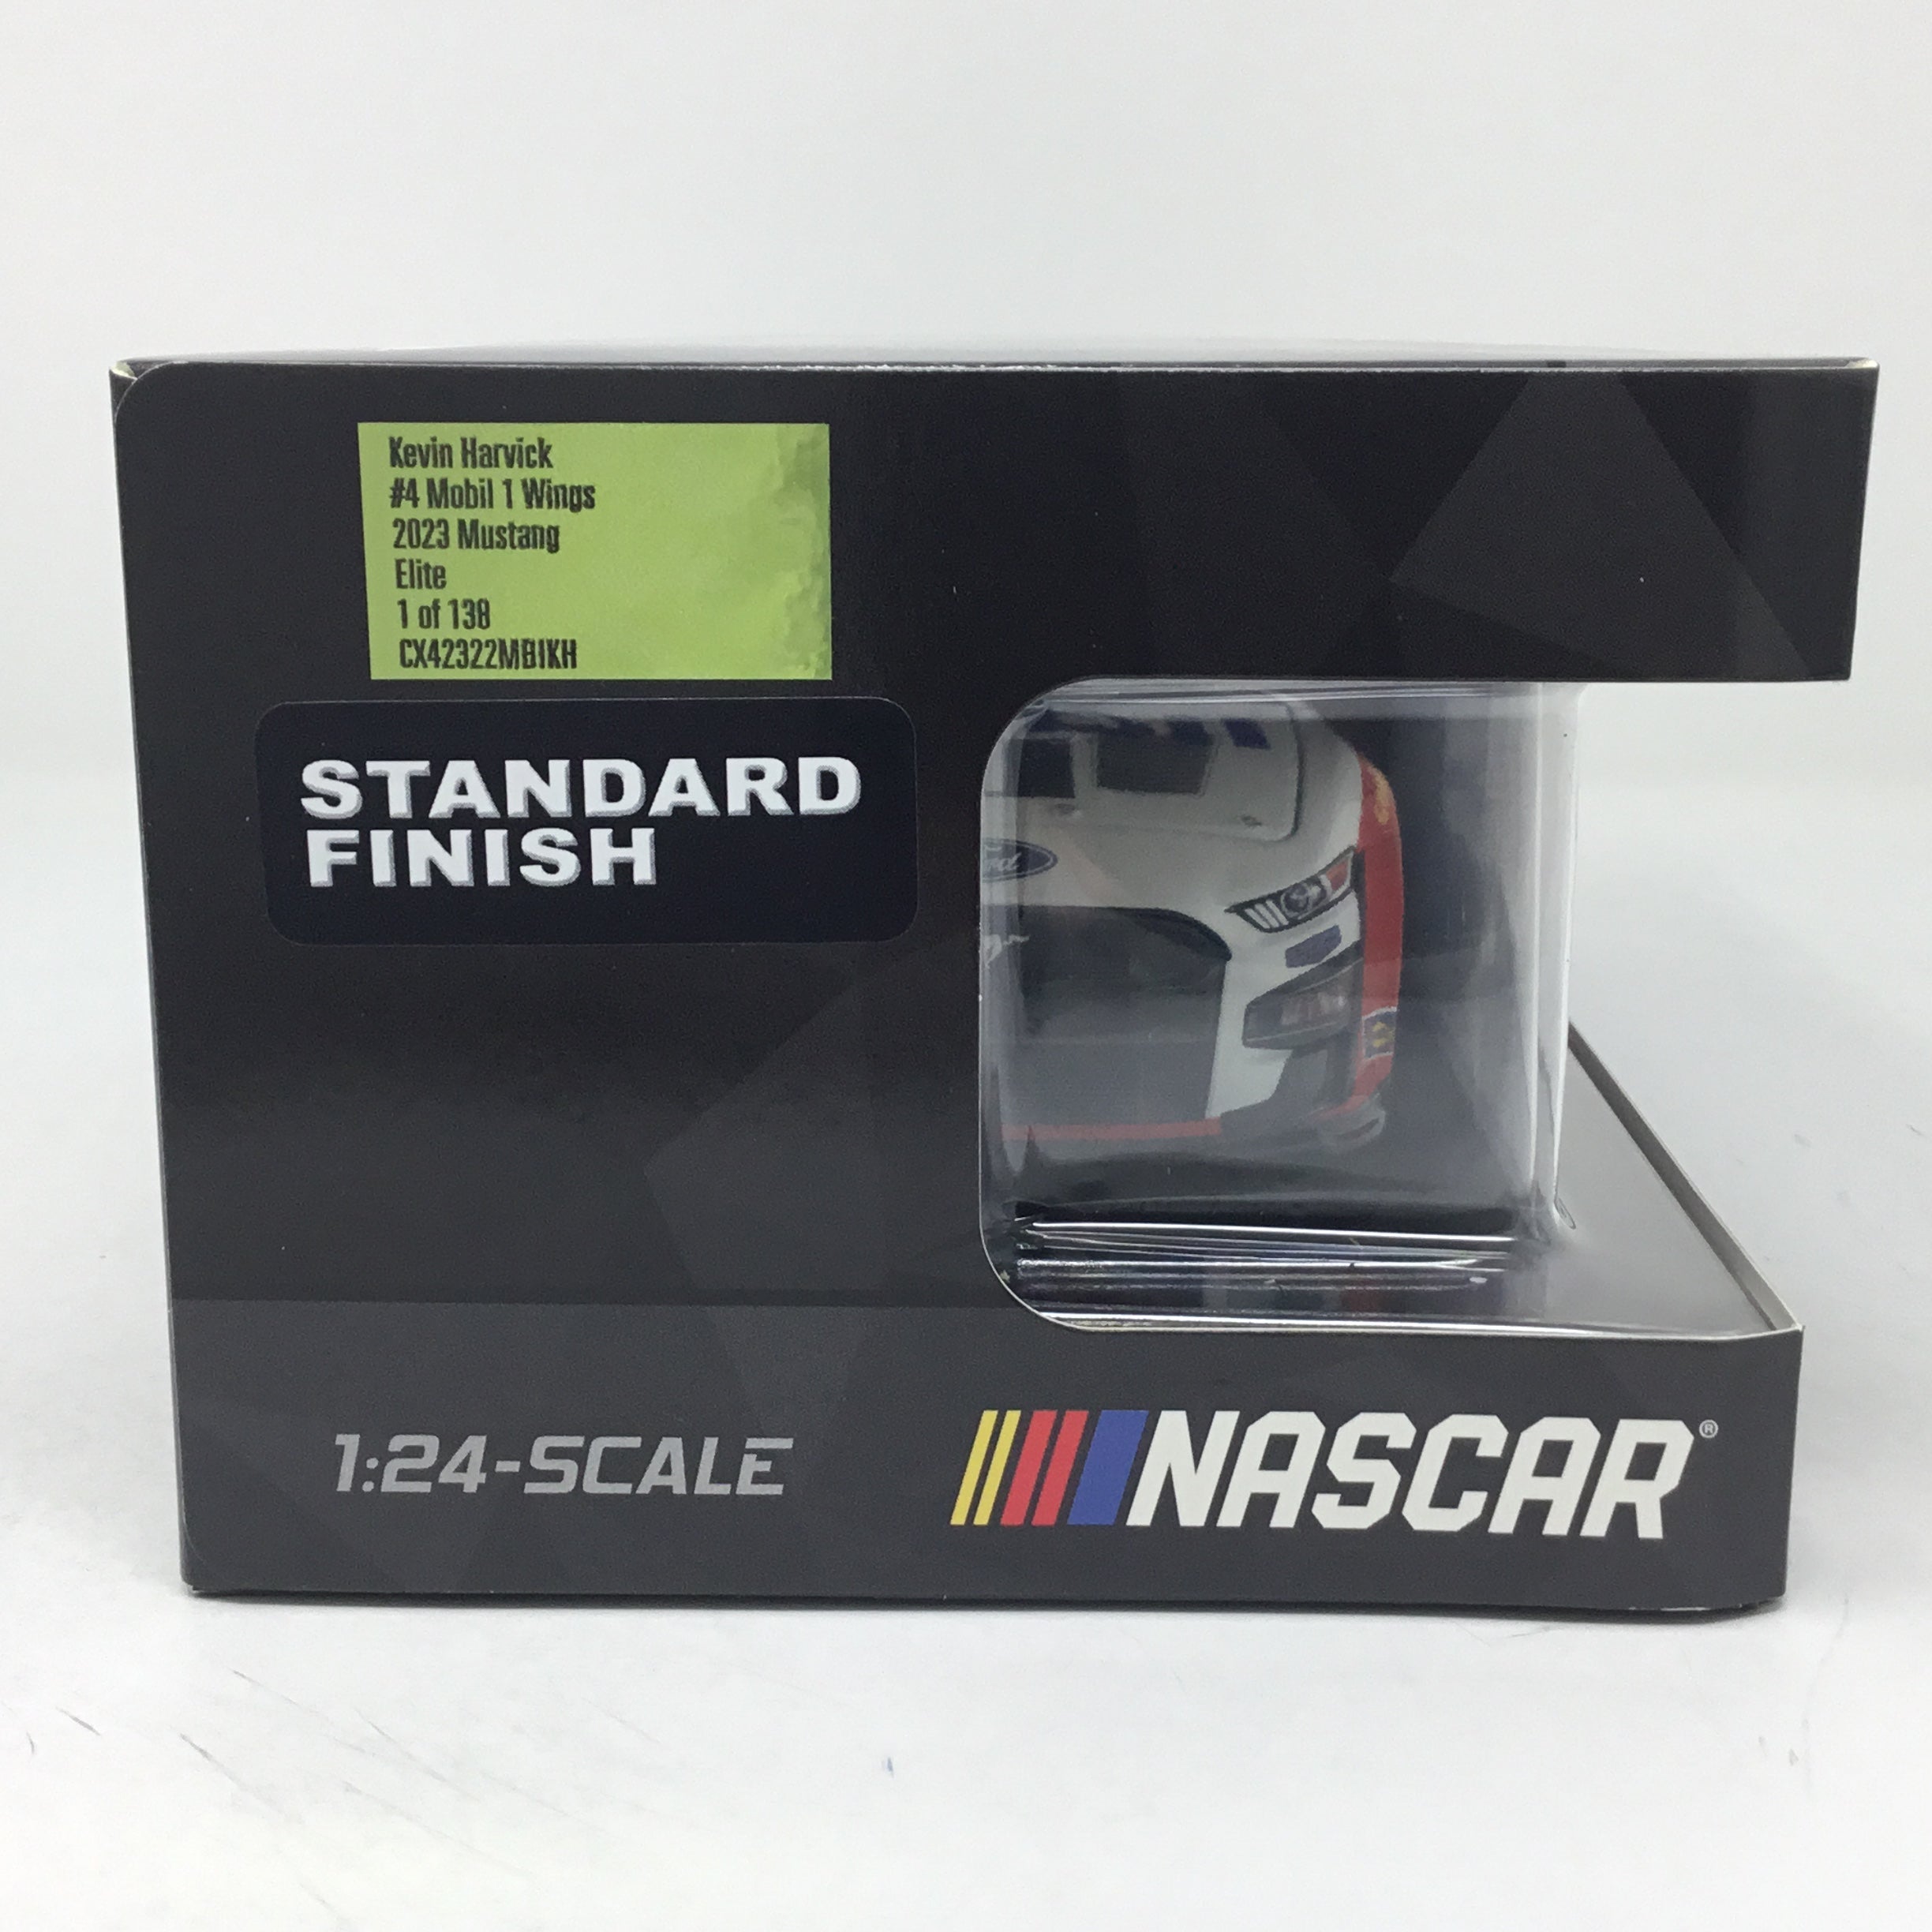 Kevin Harvick
#4 Mobil 1 Wings
2023 Mustang
Elite
1 of 138
CX42322MB1KH
STANDARD
FINISH
1:24-SCALE
NASCAR®